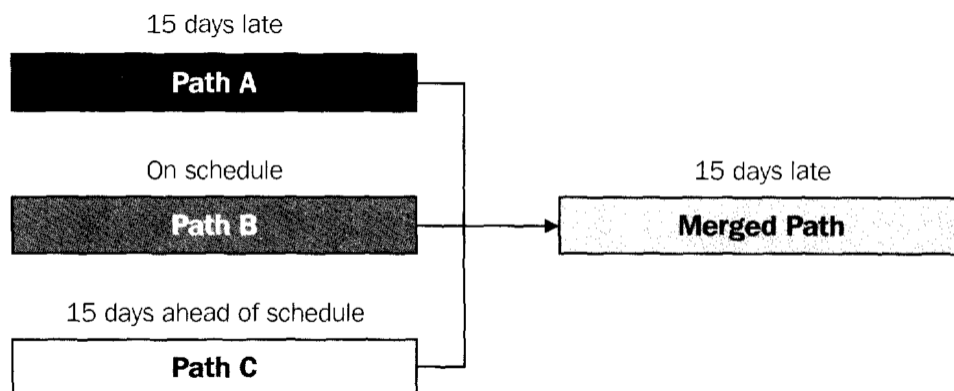 15 days late
Path A
On schedule
Path B
15 days late
Merged Path
15 days ahead of schedule
Path C